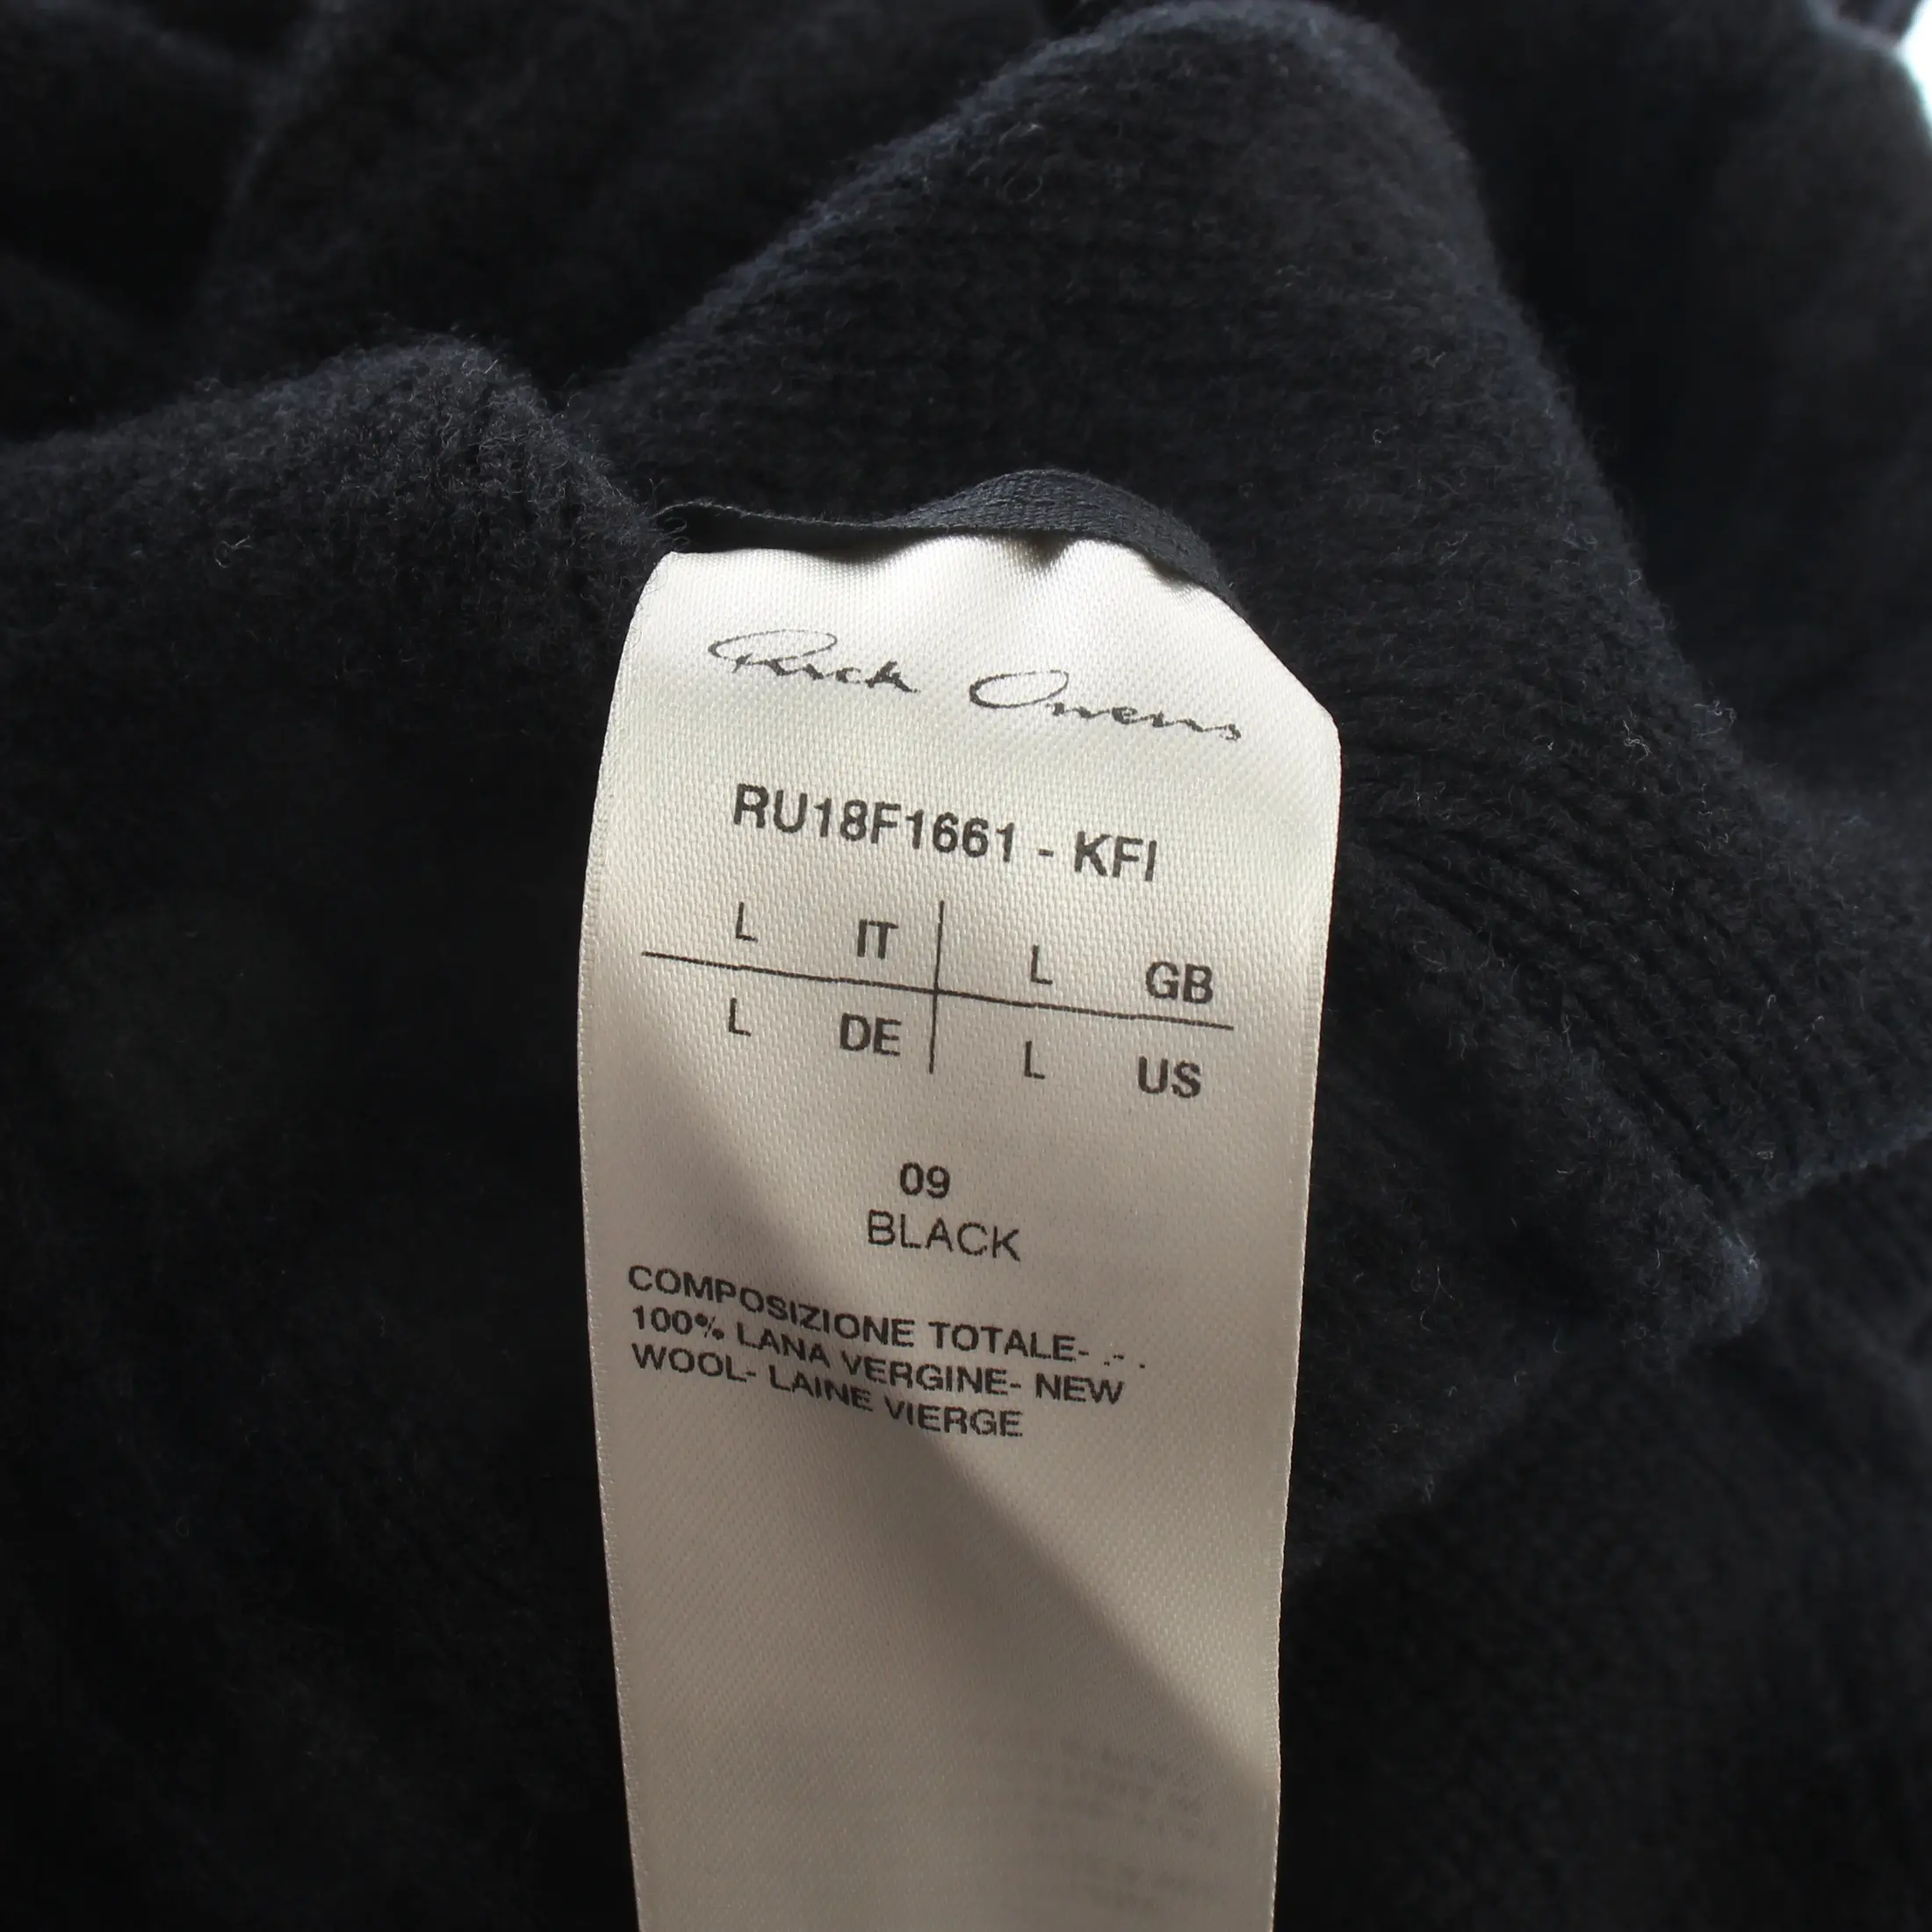 Rick Owens
RU18F1661 - KFI
L IT L GB
L DE L US
09
BLACK
COMPOSIZIONE TOTALE- .- .
100% LANA VERGINE- NEW
WOOL- LAINE VIERGE